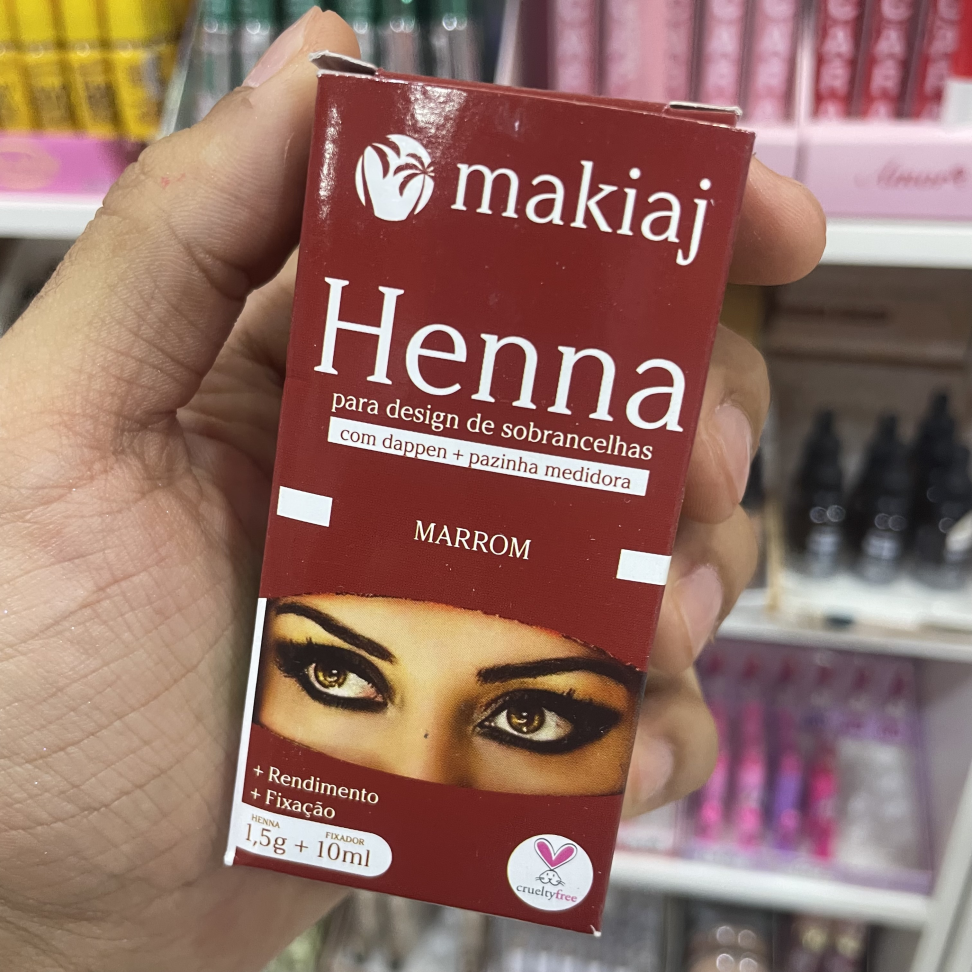 makiaj
Henna
para design de sobrancelhas
com dappen + pazinha medidora
MARROM
+ Rendimento
+ Fixação
HENNA FIXADOR
1,5g + 10ml
crueltyfree